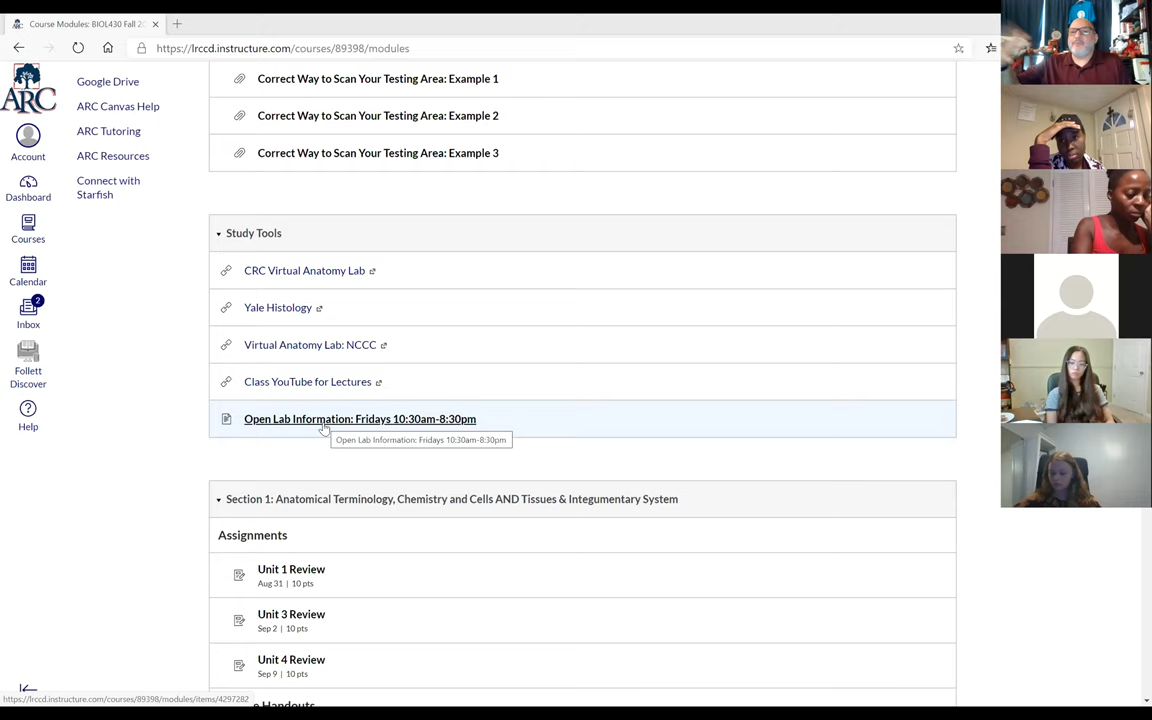 Course Modules: BIOL430 Fall 20
https://lrccd.instructure.com/courses/89398/modules
ARC
Account
Dashboard
Courses
Calendar
2
Inbox
Follett
Discover
Help
Google Drive
ARC Canvas Help
ARC Tutoring
ARC Resources
Connect with
Starfish
Correct Way to Scan Your Testing Area: Example 1
Correct Way to Scan Your Testing Area: Example 2
Correct Way to Scan Your Testing Area: Example 3
Study Tools
CRC Virtual Anatomy Lab
Yale Histology
Virtual Anatomy Lab: NCCC
Class YouTube for Lectures
Open Lab Information: Fridays 10:30am-8:30pm
Open Lab Information: Fridays 10:30am-8:30pm
Section 1: Anatomical Terminology, Chemistry and Cells AND Tissues & Integumentary System
Assignments
Unit 1 Review
Aug 31 | 10 pts
Unit 3 Review
Sep 2 | 10 pts
Unit 4 Review
Sep 9 | 10 pts
Handouts
https://lrccd.instructure.com/courses/89398/modules/items/4297282